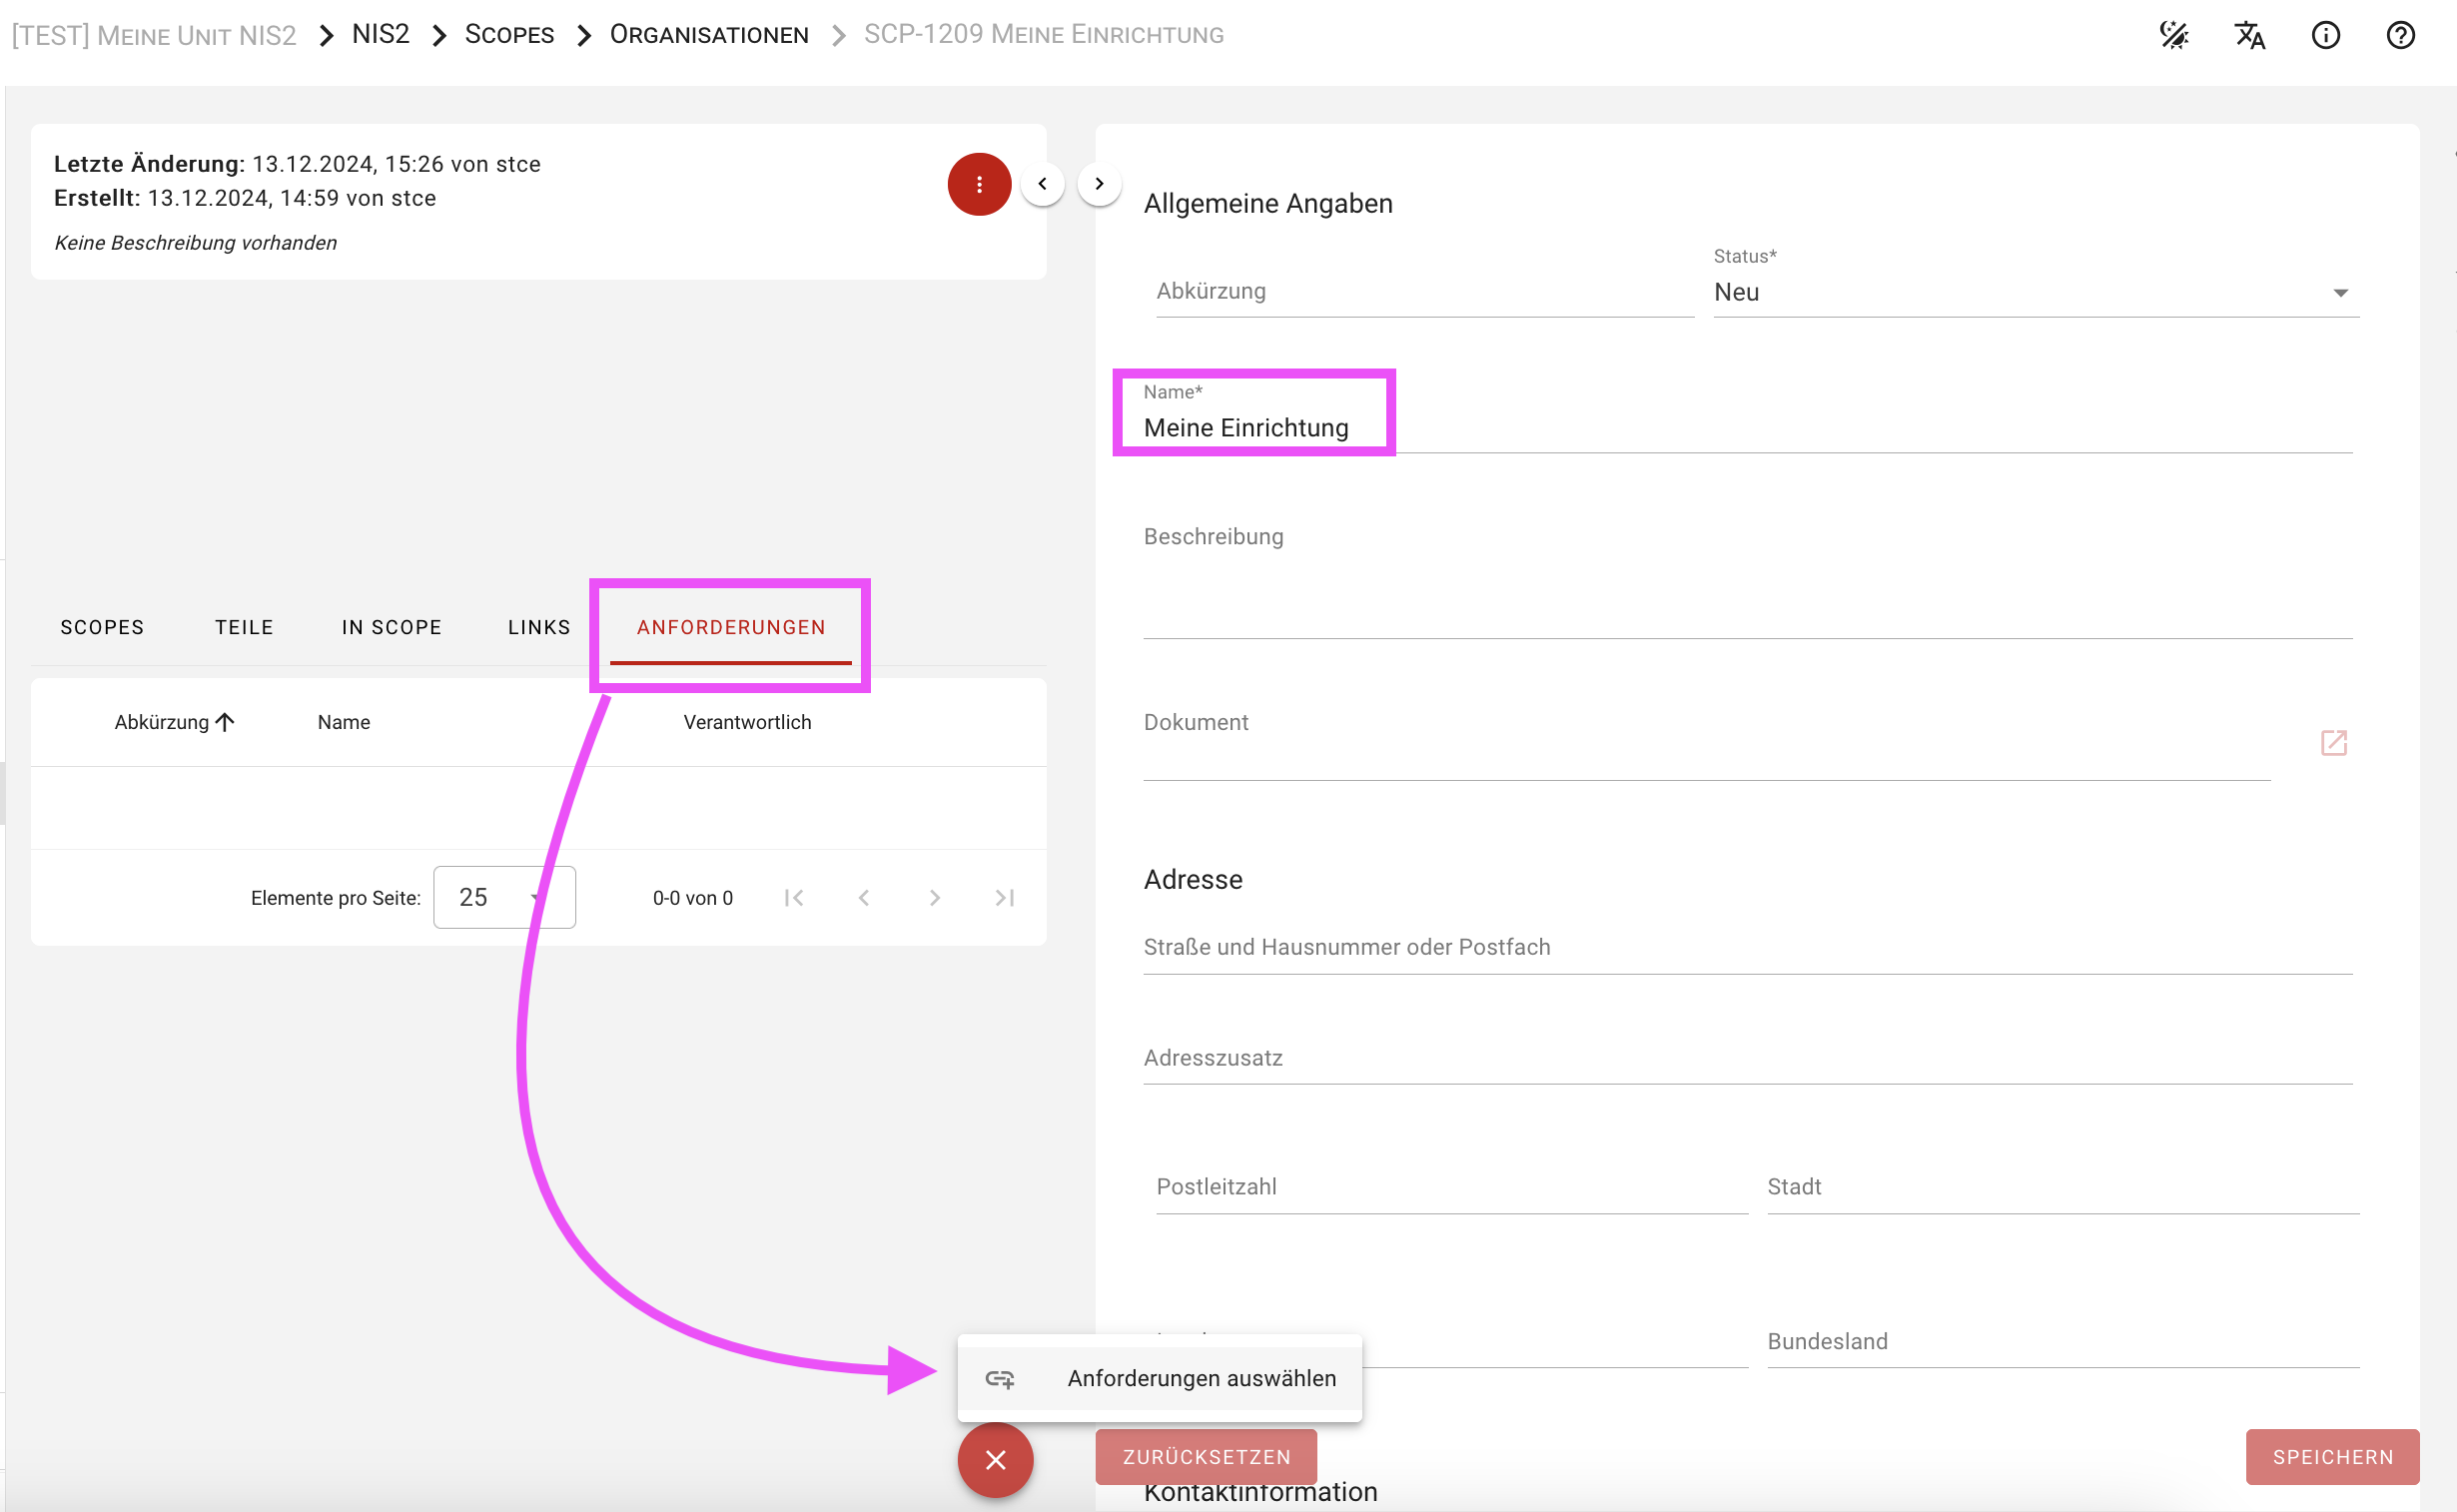 [TEST] Meine Unit NIS2 > NIS2 > Scopes > Organisationen > SCP-1209 Meine Einrichtung
Letzte Änderung: 13.12.2024, 15:26 von stce
Erstellt: 13.12.2024, 14:59 von stce
Keine Beschreibung vorhanden
SCOPES TEILE IN SCOPE LINKS ANFORDERUNGEN
Abkürzung Name Verantwortlich
Elemente pro Seite: 25 0-0 von 0
Allgemeine Angaben
Abkürzung
Status*
Neu
Name*
Meine Einrichtung
Beschreibung
Dokument
Adresse
Straße und Hausnummer oder Postfach
Adresszusatz
Postleitzahl Stadt
Bundesland
Anforderungen auswählen
ZURÜCKSETZEN SPEICHERN
Kontaktinformation